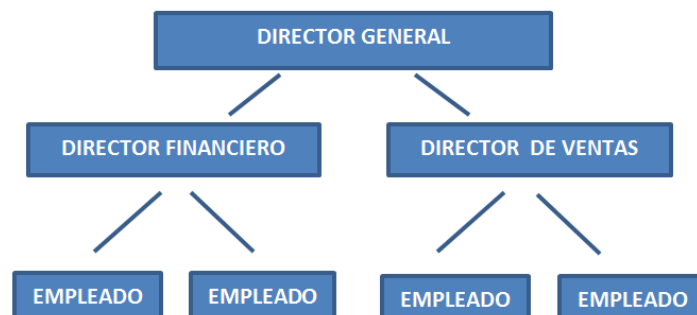 DIRECTOR GENERAL
DIRECTOR FINANCIERO
DIRECTOR DE VENTAS
EMPLEADO
EMPLEADO
EMPLEADO
EMPLEADO